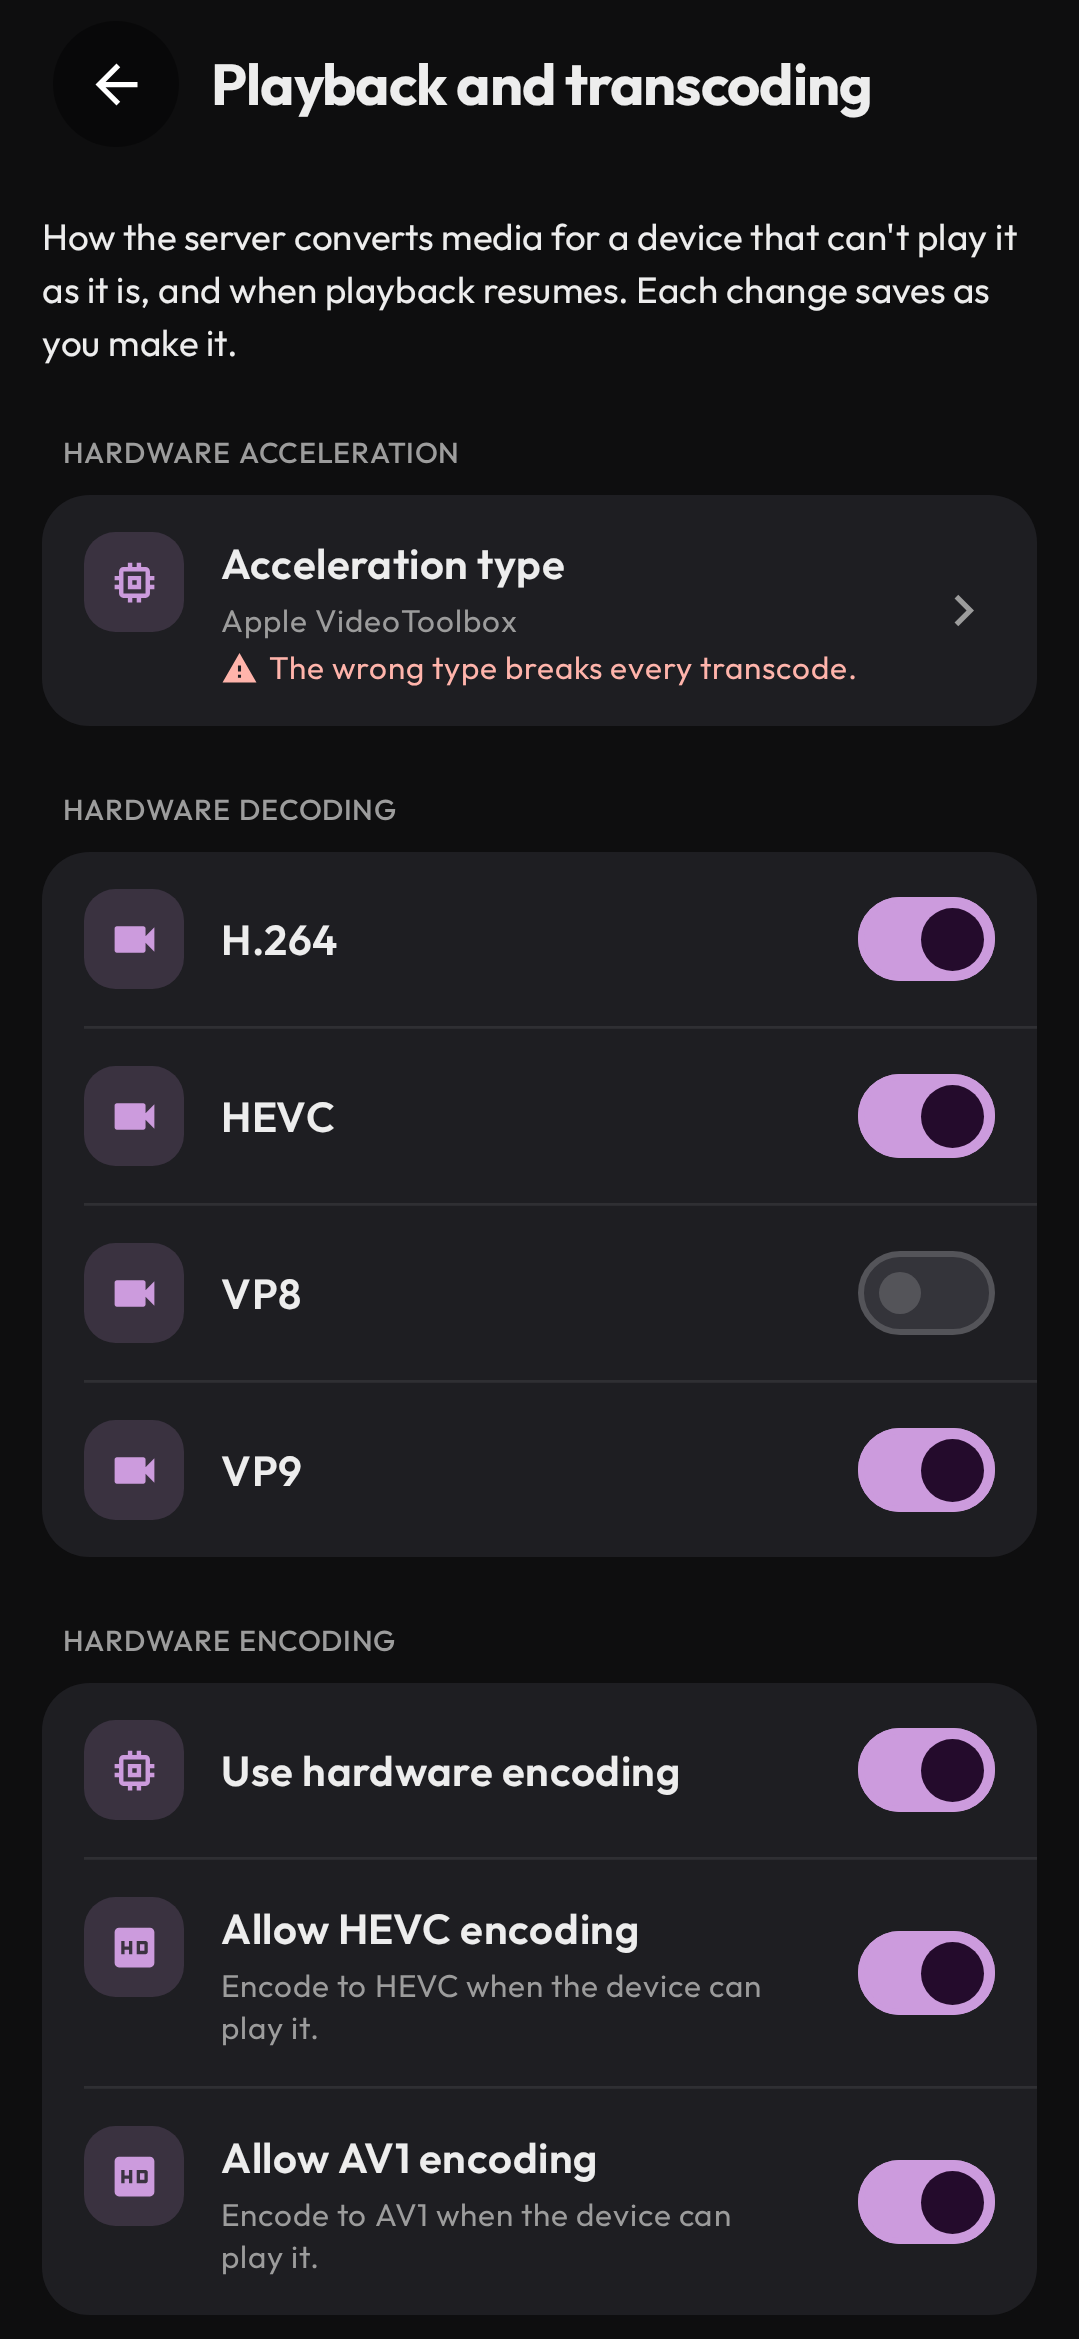 Playback and transcoding
How the server converts media for a device that can't play it
as it is, and when playback resumes. Each change saves as
you make it.
HARDWARE ACCELERATION
Acceleration type
Apple VideoToolbox
The wrong type breaks every transcode.
HARDWARE DECODING
H.264
HEVC
VP8
VP9
HARDWARE ENCODING
Use hardware encoding
HD
Allow HEVC encoding
Encode to HEVC when the device can
play it.
HD
Allow AV1 encoding
Encode to AV1 when the device can
play it.